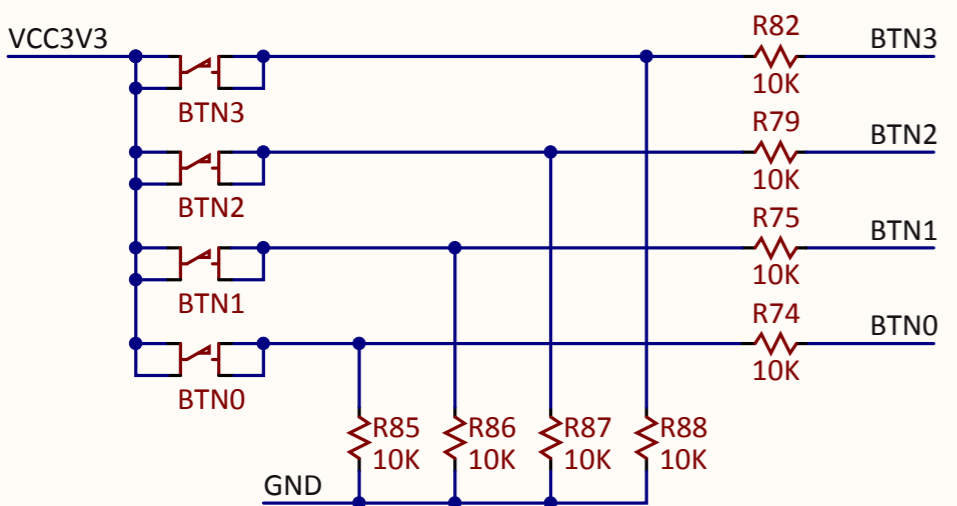 VCC3V3
BTN3
R82
10K
BTN3
BTN2
R79
10K
BTN2
BTN1
R75
10K
BTN1
BTN0
R74
10K
BTN0
R85
10K
R86
10K
R87
10K
R88
10K
GND